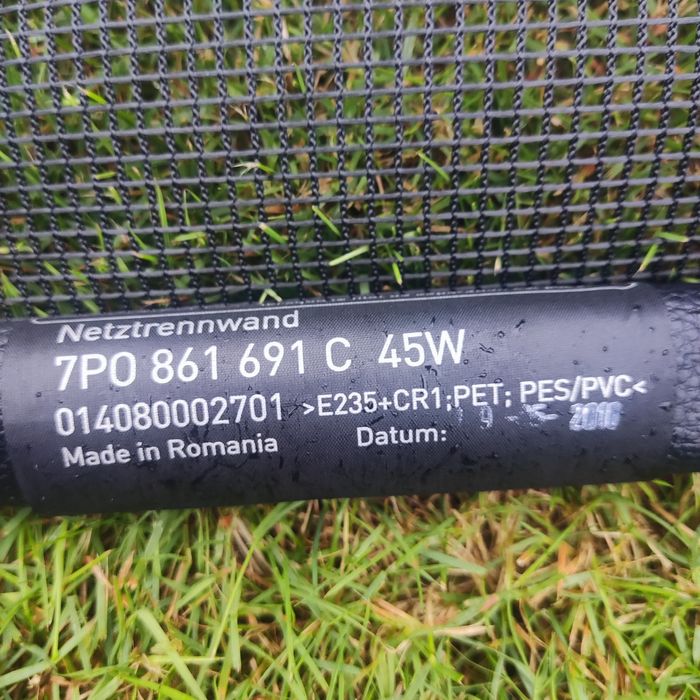 Netztrennwand
7P0 861 691 C 45W
014080002701 >E235+CR1;PET; PES/PVC<
Made in Romania Datum: